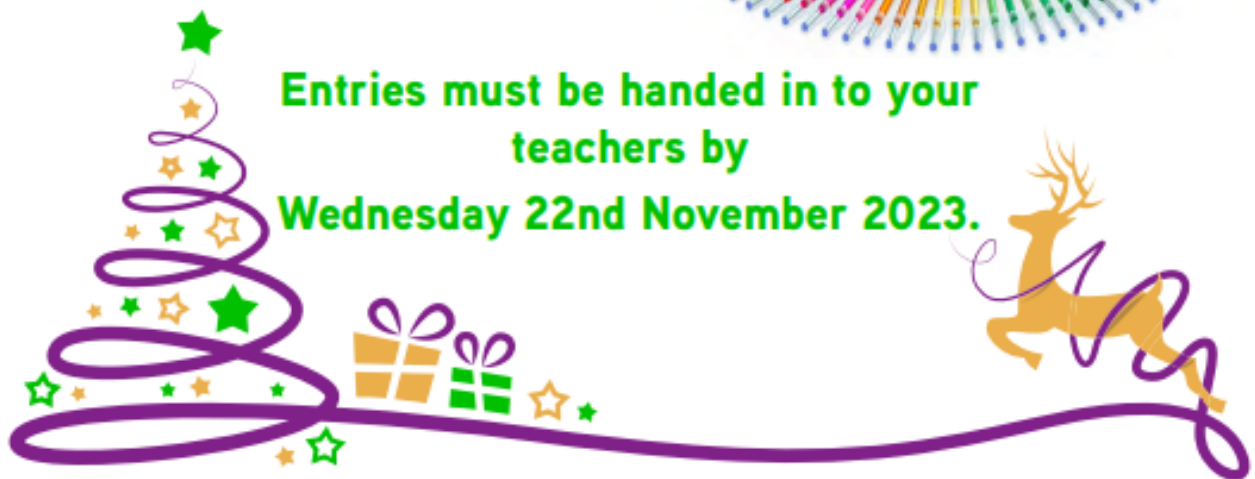 Entries must be handed in to your
teachers by
Wednesday 22nd November 2023.